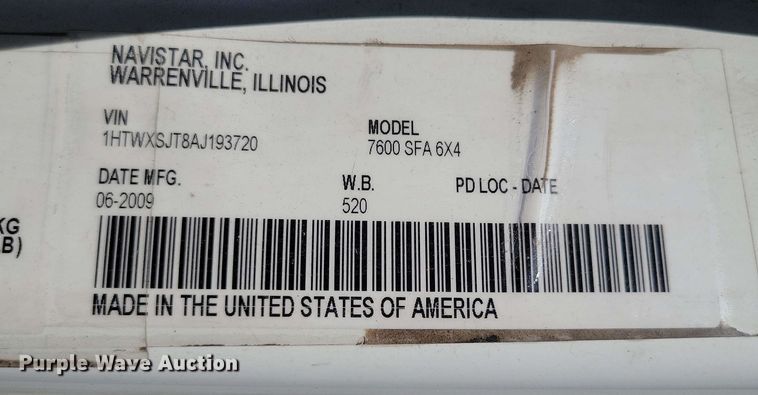 NAVISTAR, INC.
WARRENVILLE, ILLINOIS
VIN
1HTWXSJT8AJ193720
MODEL
7600 SFA 6X4
DATE MFG.
06-2009
W.B.
520
PD LOC - DATE
KG
B)
MADE IN THE UNITED STATES OF AMERICA
Purple Wave Auction